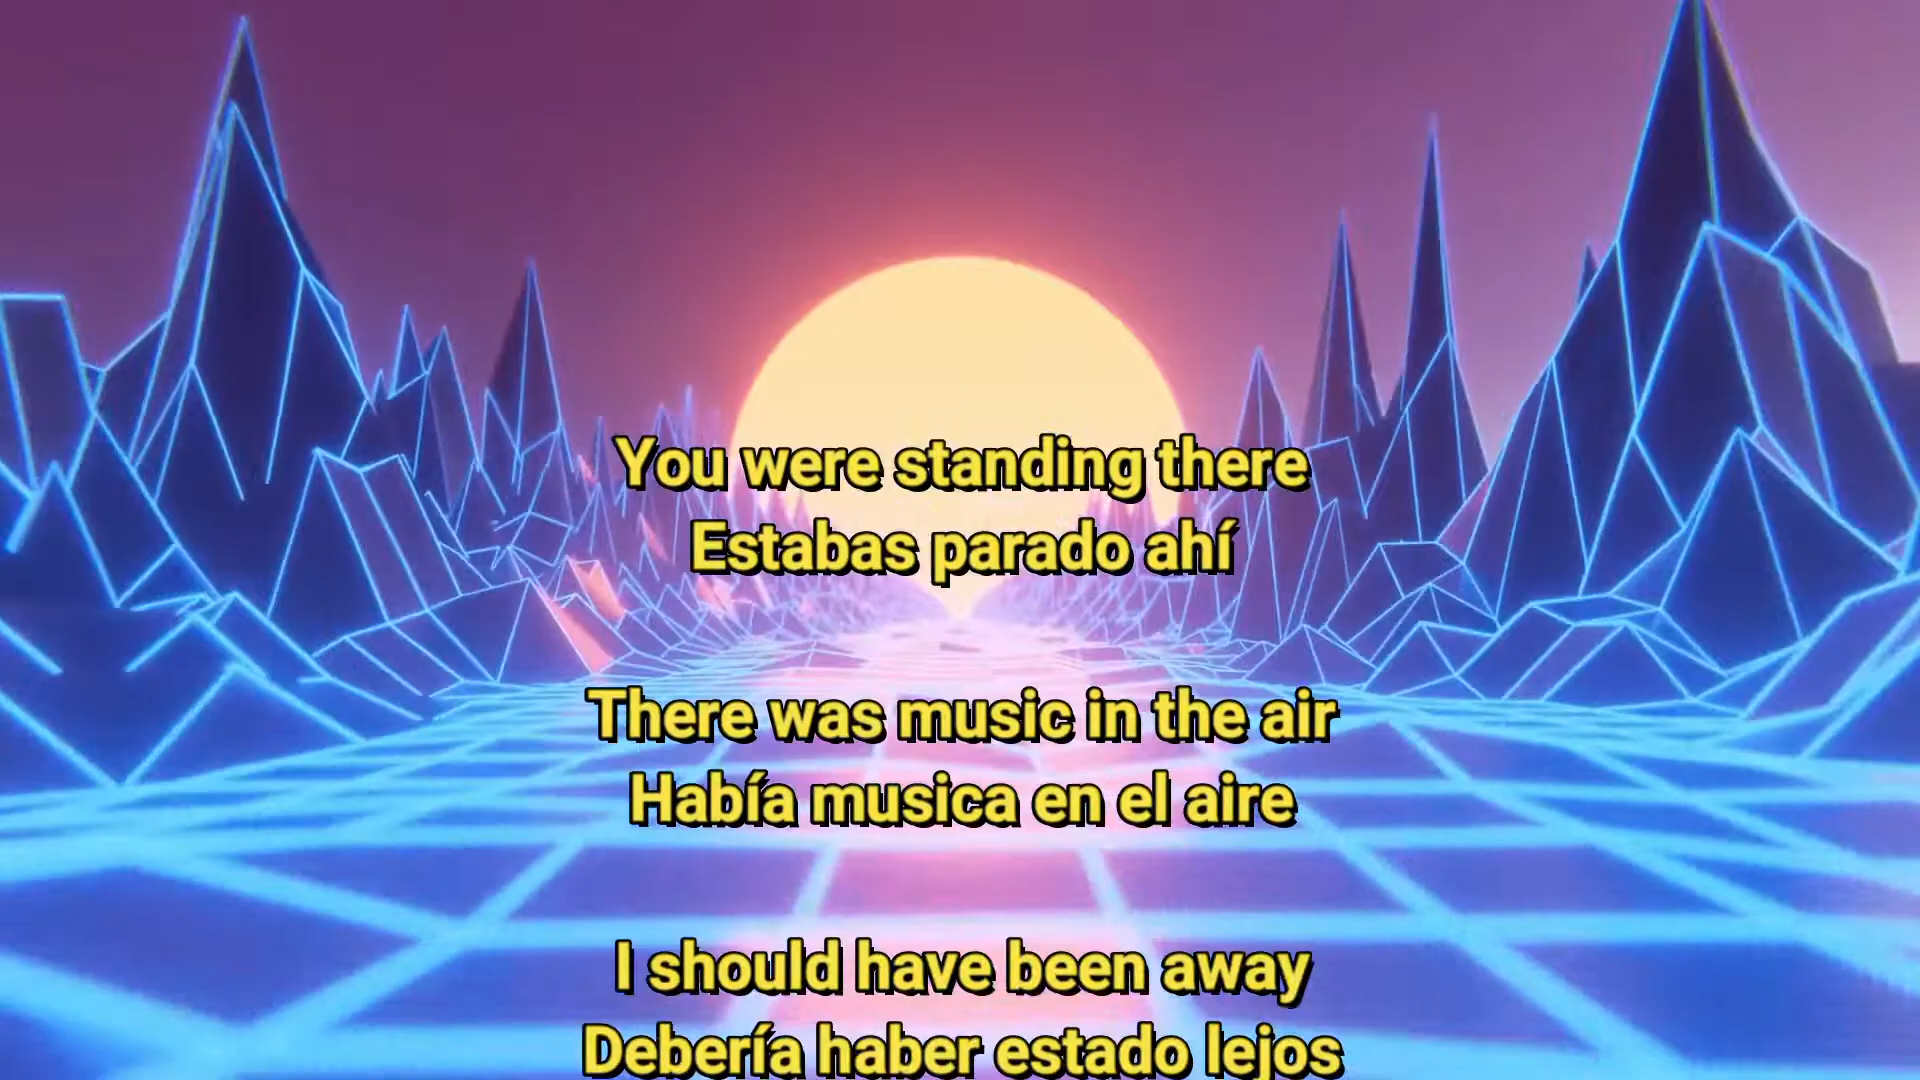 You were standing there
Estabas parado ahí
There was music in the air
Había musica en el aire
I should have been away
Debería haber estado lejos